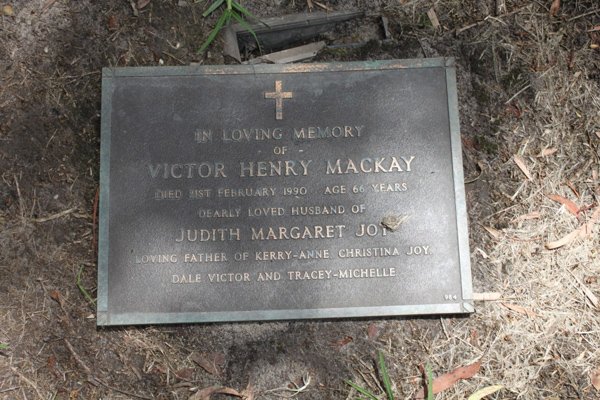 IN LOVING MEMORY
- OF -
VICTOR HENRY MACKAY
DIED 21ST FEBRUARY 1990 AGE 66 YEARS
DEARLY LOVED HUSBAND OF
JUDITH MARGARET JOY
LOVING FATHER OF KERRY-ANNE, CHRISTINA JOY,
DALE VICTOR AND TRACEY-MICHELLE.
984